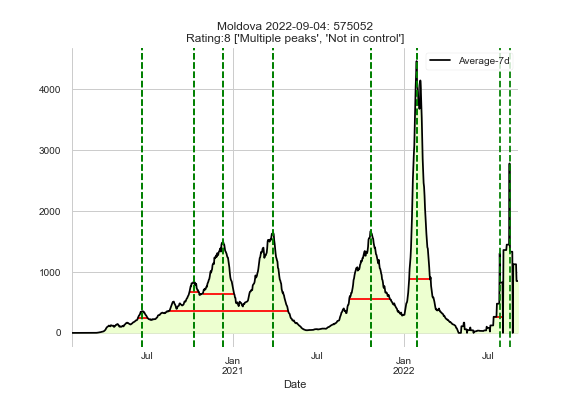 Moldova 2022-09-04: 575052
Rating:8 ['Multiple peaks', 'Not in control']
Average-7d
4000
3000
2000
1000
0
Jul
Jan
2021
Jul
Jan
2022
Jul
Date